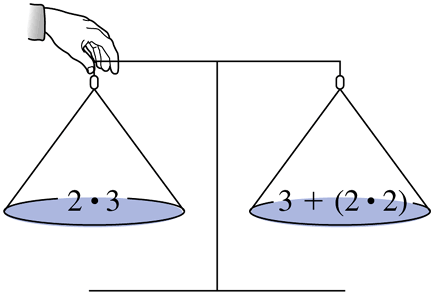 2 • 3
3 + (2 • 2)